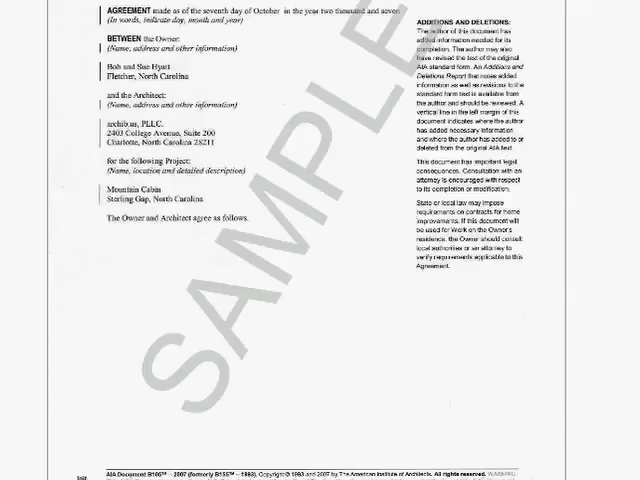 AGREEMENT made as of the seventh day of October in the year two thousand and seven
(In words, indicate day, month and year)
BETWEEN the Owner:
(Name, address and other information)
Bob and Sue Hyatt
Fletcher, North Carolina
and the Architect:
(Name, address and other information)
archibus, PLLC.
2403 College Avenue, Suite 200
Charlotte, North Carolina 28211
for the following Project:
(Name, location and detailed description)
Mountain Cabin
Sterling Gap, North Carolina
The Owner and Architect agree as follows.
ADDITIONS AND DELETIONS:
The author of this document has
added information needed for its
completion. The author may also
have revised the text of the original
AIA standard form. An Additions and
Deletions Report that notes added
information as well as revisions to the
standard form text is available from
the author and should be reviewed. A
vertical line in the left margin of this
document indicates where the author
has added necessary information
and where the author has added to or
deleted from the original AIA text.
This document has important legal
consequences. Consultation with an
attorney is encouraged with respect
to its completion or modification.
State or local law may impose
requirements on contracts for home
improvements. If this document will
be used for Work on the Owner's
residence, the Owner should consult
local authorities or an attorney to
verify requirements applicable to this
Agreement.
SAMPLE
AIA Document B105™ – 2007 (formerly B155™ – 1993). Copyright © 1993 and 2007 by The American Institute of Architects. All rights reserved. WARNING:
Init.